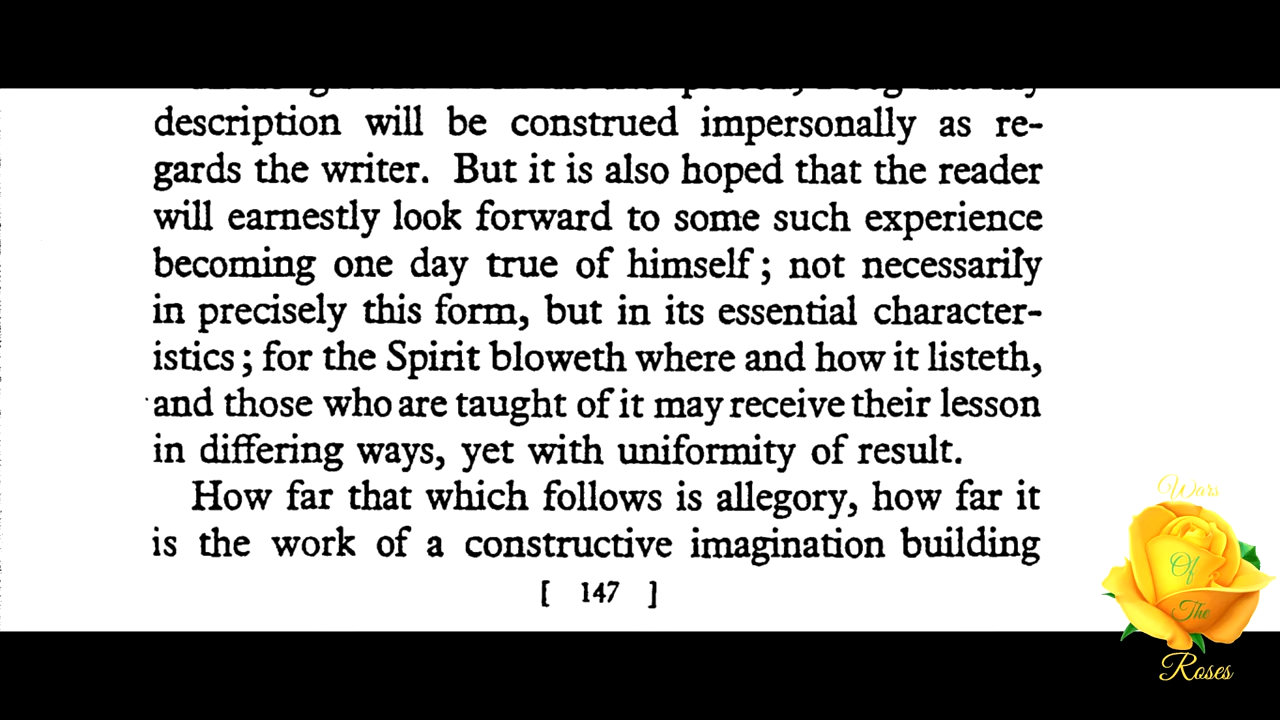 description will be construed impersonally as re-
gards the writer. But it is also hoped that the reader
will earnestly look forward to some such experience
becoming one day true of himself; not necessarily
in precisely this form, but in its essential character-
istics; for the Spirit bloweth where and how it listeth,
and those who are taught of it may receive their lesson
in differing ways, yet with uniformity of result.
How far that which follows is allegory, how far it
is the work of a constructive imagination building
[ 147 ]
Wars
Of
The
Roses